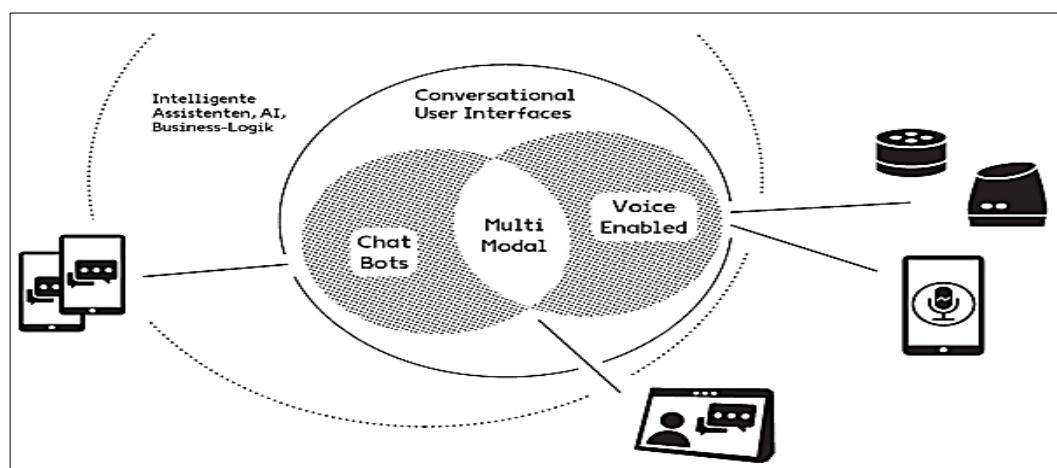 Intelligente
Assistenten, AI,
Business-Logik
Conversational
User Interfaces
Chat
Bots
Multi
Modal
Voice
Enabled